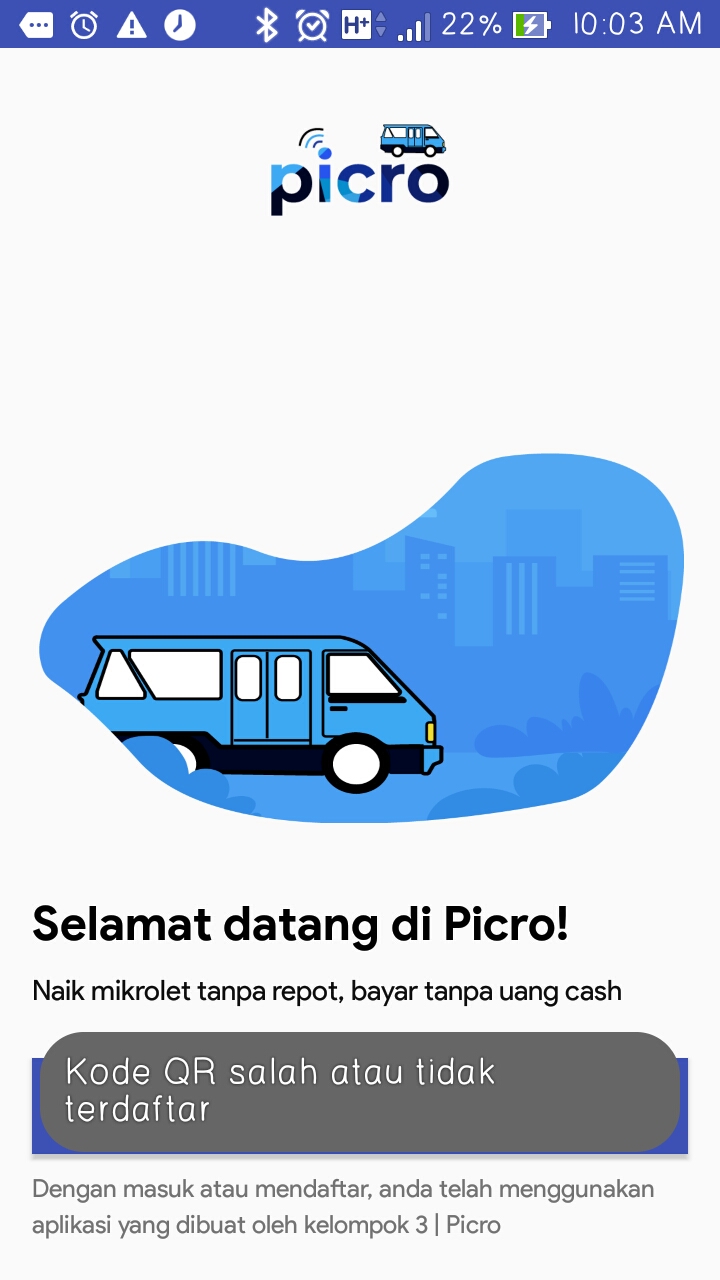 H+
22%
10:03 AM
picro
Selamat datang di Picro!
Naik mikrolet tanpa repot, bayar tanpa uang cash
Kode QR salah atau tidak
terdaftar
Dengan masuk atau mendaftar, anda telah menggunakan
aplikasi yang dibuat oleh kelompok 3 | Picro